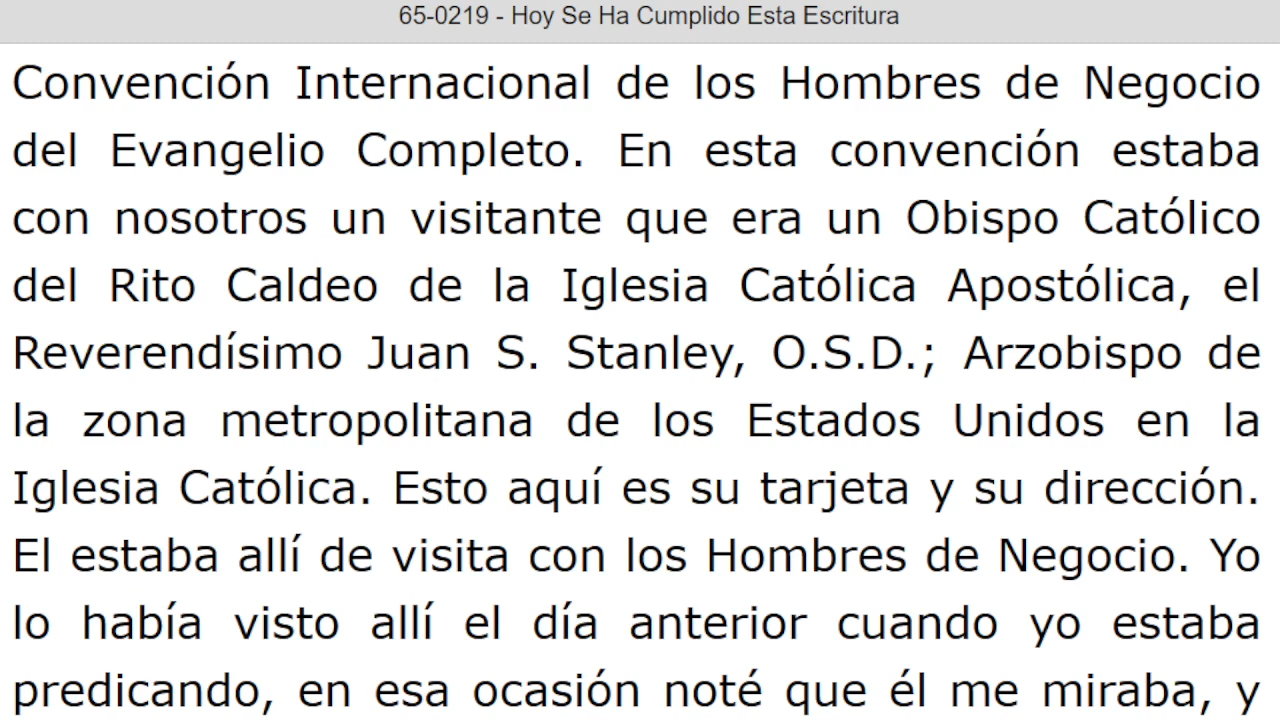 65-0219 - Hoy Se Ha Cumplido Esta Escritura
Convención Internacional de los Hombres de Negocio
del Evangelio Completo. En esta convención estaba
con nosotros un visitante que era un Obispo Católico
del Rito Caldeo de la Iglesia Católica Apostólica, el
Reverendísimo Juan S. Stanley, O.S.D.; Arzobispo de
la zona metropolitana de los Estados Unidos en la
Iglesia Católica. Esto aquí es su tarjeta y su dirección.
El estaba allí de visita con los Hombres de Negocio. Yo
lo había visto allí el día anterior cuando yo estaba
predicando, en esa ocasión noté que él me miraba, y